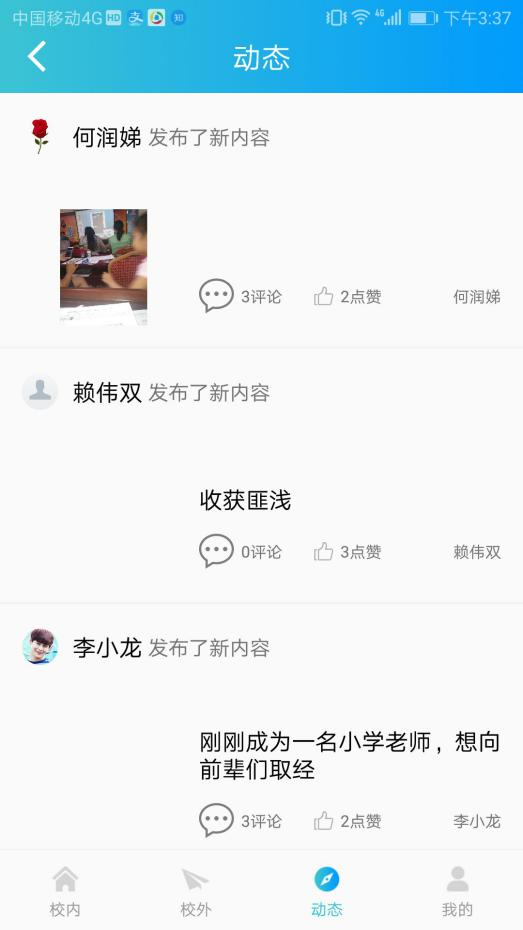 中国移动4G HD 支 知 4G 下午3:37
动态
何润娣 发布了新内容
3评论 2点赞 何润娣
赖伟双 发布了新内容
收获匪浅
0评论 3点赞 赖伟双
李小龙 发布了新内容
刚刚成为一名小学老师，想向
前辈们取经
3评论 2点赞 李小龙
校内 校外 动态 我的